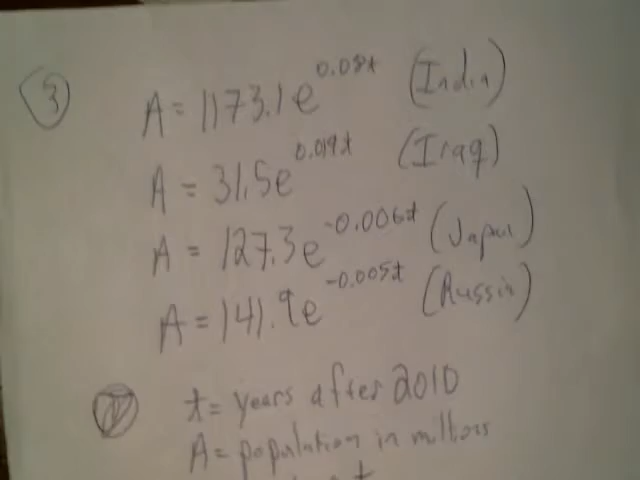 3
A = 1173.1e^0.08t (India)
A = 31.5e^0.019t (Iraq)
A = 127.3e^-0.006t (Japan)
A = 141.9e^-0.005t (Russia)
t = years after 2010
A = population in millions